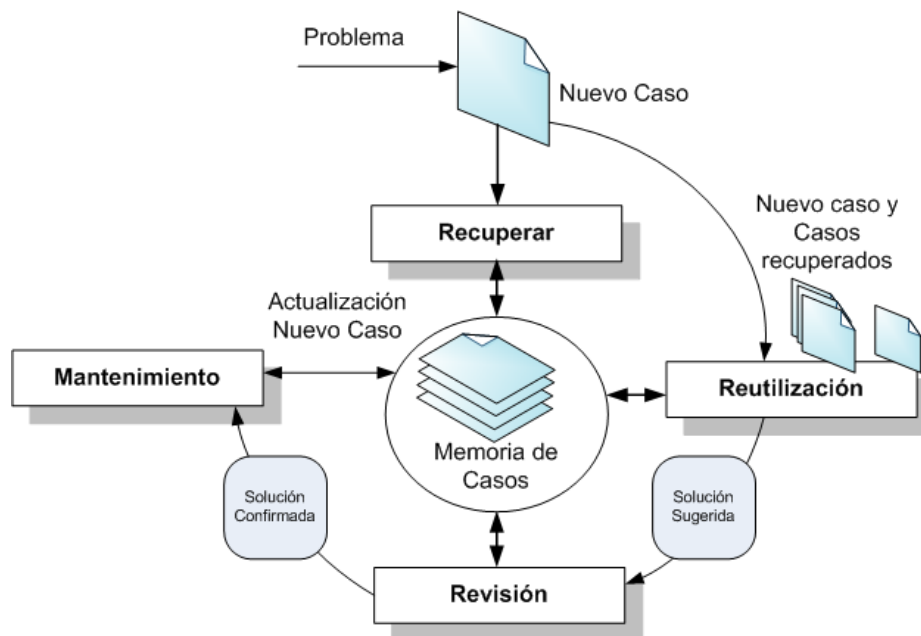 Problema
Nuevo Caso
Recuperar
Nuevo caso y
Casos
recuperados
Actualización
Nuevo Caso
Mantenimiento
Reutilización
Memoria de
Casos
Solución
Confirmada
Solución
Sugerida
Revisión